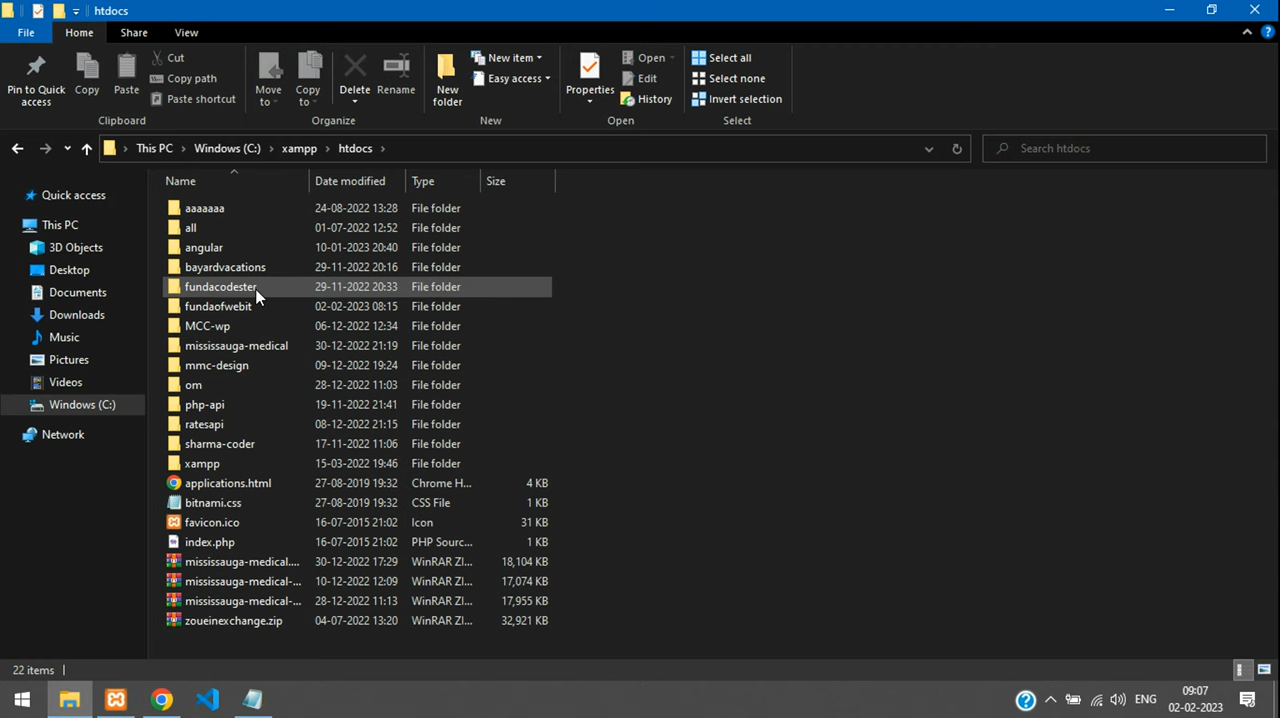 htdocs
File Home Share View
Pin to Quick access
Copy
Paste
Cut
Copy path
Paste shortcut
Clipboard
Move to
Copy to
Delete
Rename
Organize
New folder
New item
Easy access
New
Properties
Open
Edit
History
Open
Select all
Select none
Invert selection
Select
This PC > Windows (C:) > xampp > htdocs >
Search htdocs
Quick access
This PC
3D Objects
Desktop
Documents
Downloads
Music
Pictures
Videos
Windows (C:)
Network
Name Date modified Type Size
aaaaaaa 24-08-2022 13:28 File folder
all 01-07-2022 12:52 File folder
angular 10-01-2023 20:40 File folder
bayardvacations 29-11-2022 20:16 File folder
fundacodester 29-11-2022 20:33 File folder
fundaofwebit 02-02-2023 08:15 File folder
MCC-wp 06-12-2022 12:34 File folder
mississauga-medical 30-12-2022 21:19 File folder
mmc-design 09-12-2022 19:24 File folder
om 28-12-2022 11:03 File folder
php-api 19-11-2022 21:41 File folder
ratesapi 08-12-2022 21:15 File folder
sharma-coder 17-11-2022 11:06 File folder
xampp 15-03-2022 19:46 File folder
applications.html 27-08-2019 19:32 Chrome H... 4 KB
bitnami.css 27-08-2019 19:32 CSS File 1 KB
favicon.ico 16-07-2015 21:02 Icon 31 KB
index.php 16-07-2015 21:02 PHP Sourc... 1 KB
mississauga-medical.... 30-12-2022 17:29 WinRAR ZI... 18,104 KB
mississauga-medical-... 10-12-2022 12:09 WinRAR ZI... 17,074 KB
mississauga-medical-... 28-12-2022 11:13 WinRAR ZI... 17,955 KB
zoueinexchange.zip 04-07-2022 13:20 WinRAR ZI... 32,921 KB
22 items
ENG
09:07
02-02-2023